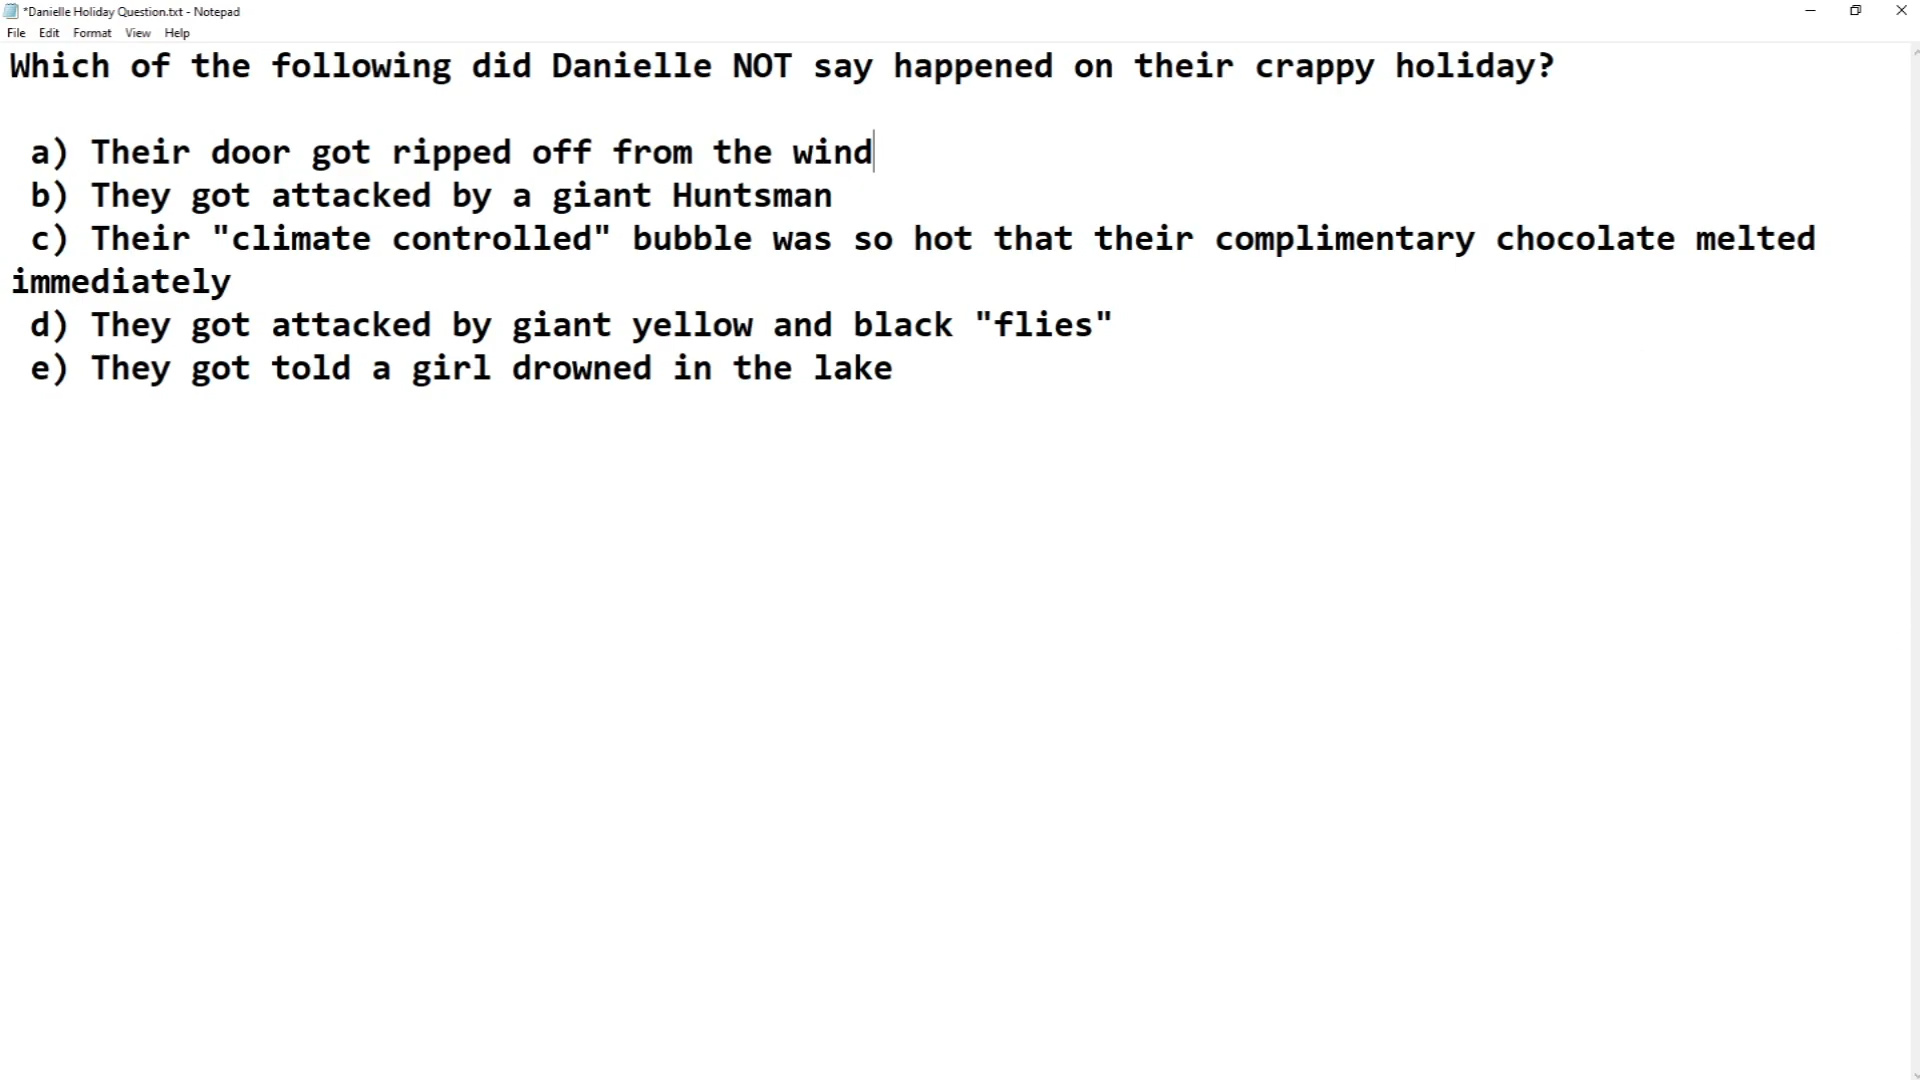 *Danielle Holiday Question.txt - Notepad
File Edit Format View Help
Which of the following did Danielle NOT say happened on their crappy holiday?
a) Their door got ripped off from the wind
b) They got attacked by a giant Huntsman
c) Their "climate controlled" bubble was so hot that their complimentary chocolate melted
immediately
d) They got attacked by giant yellow and black "flies"
e) They got told a girl drowned in the lake